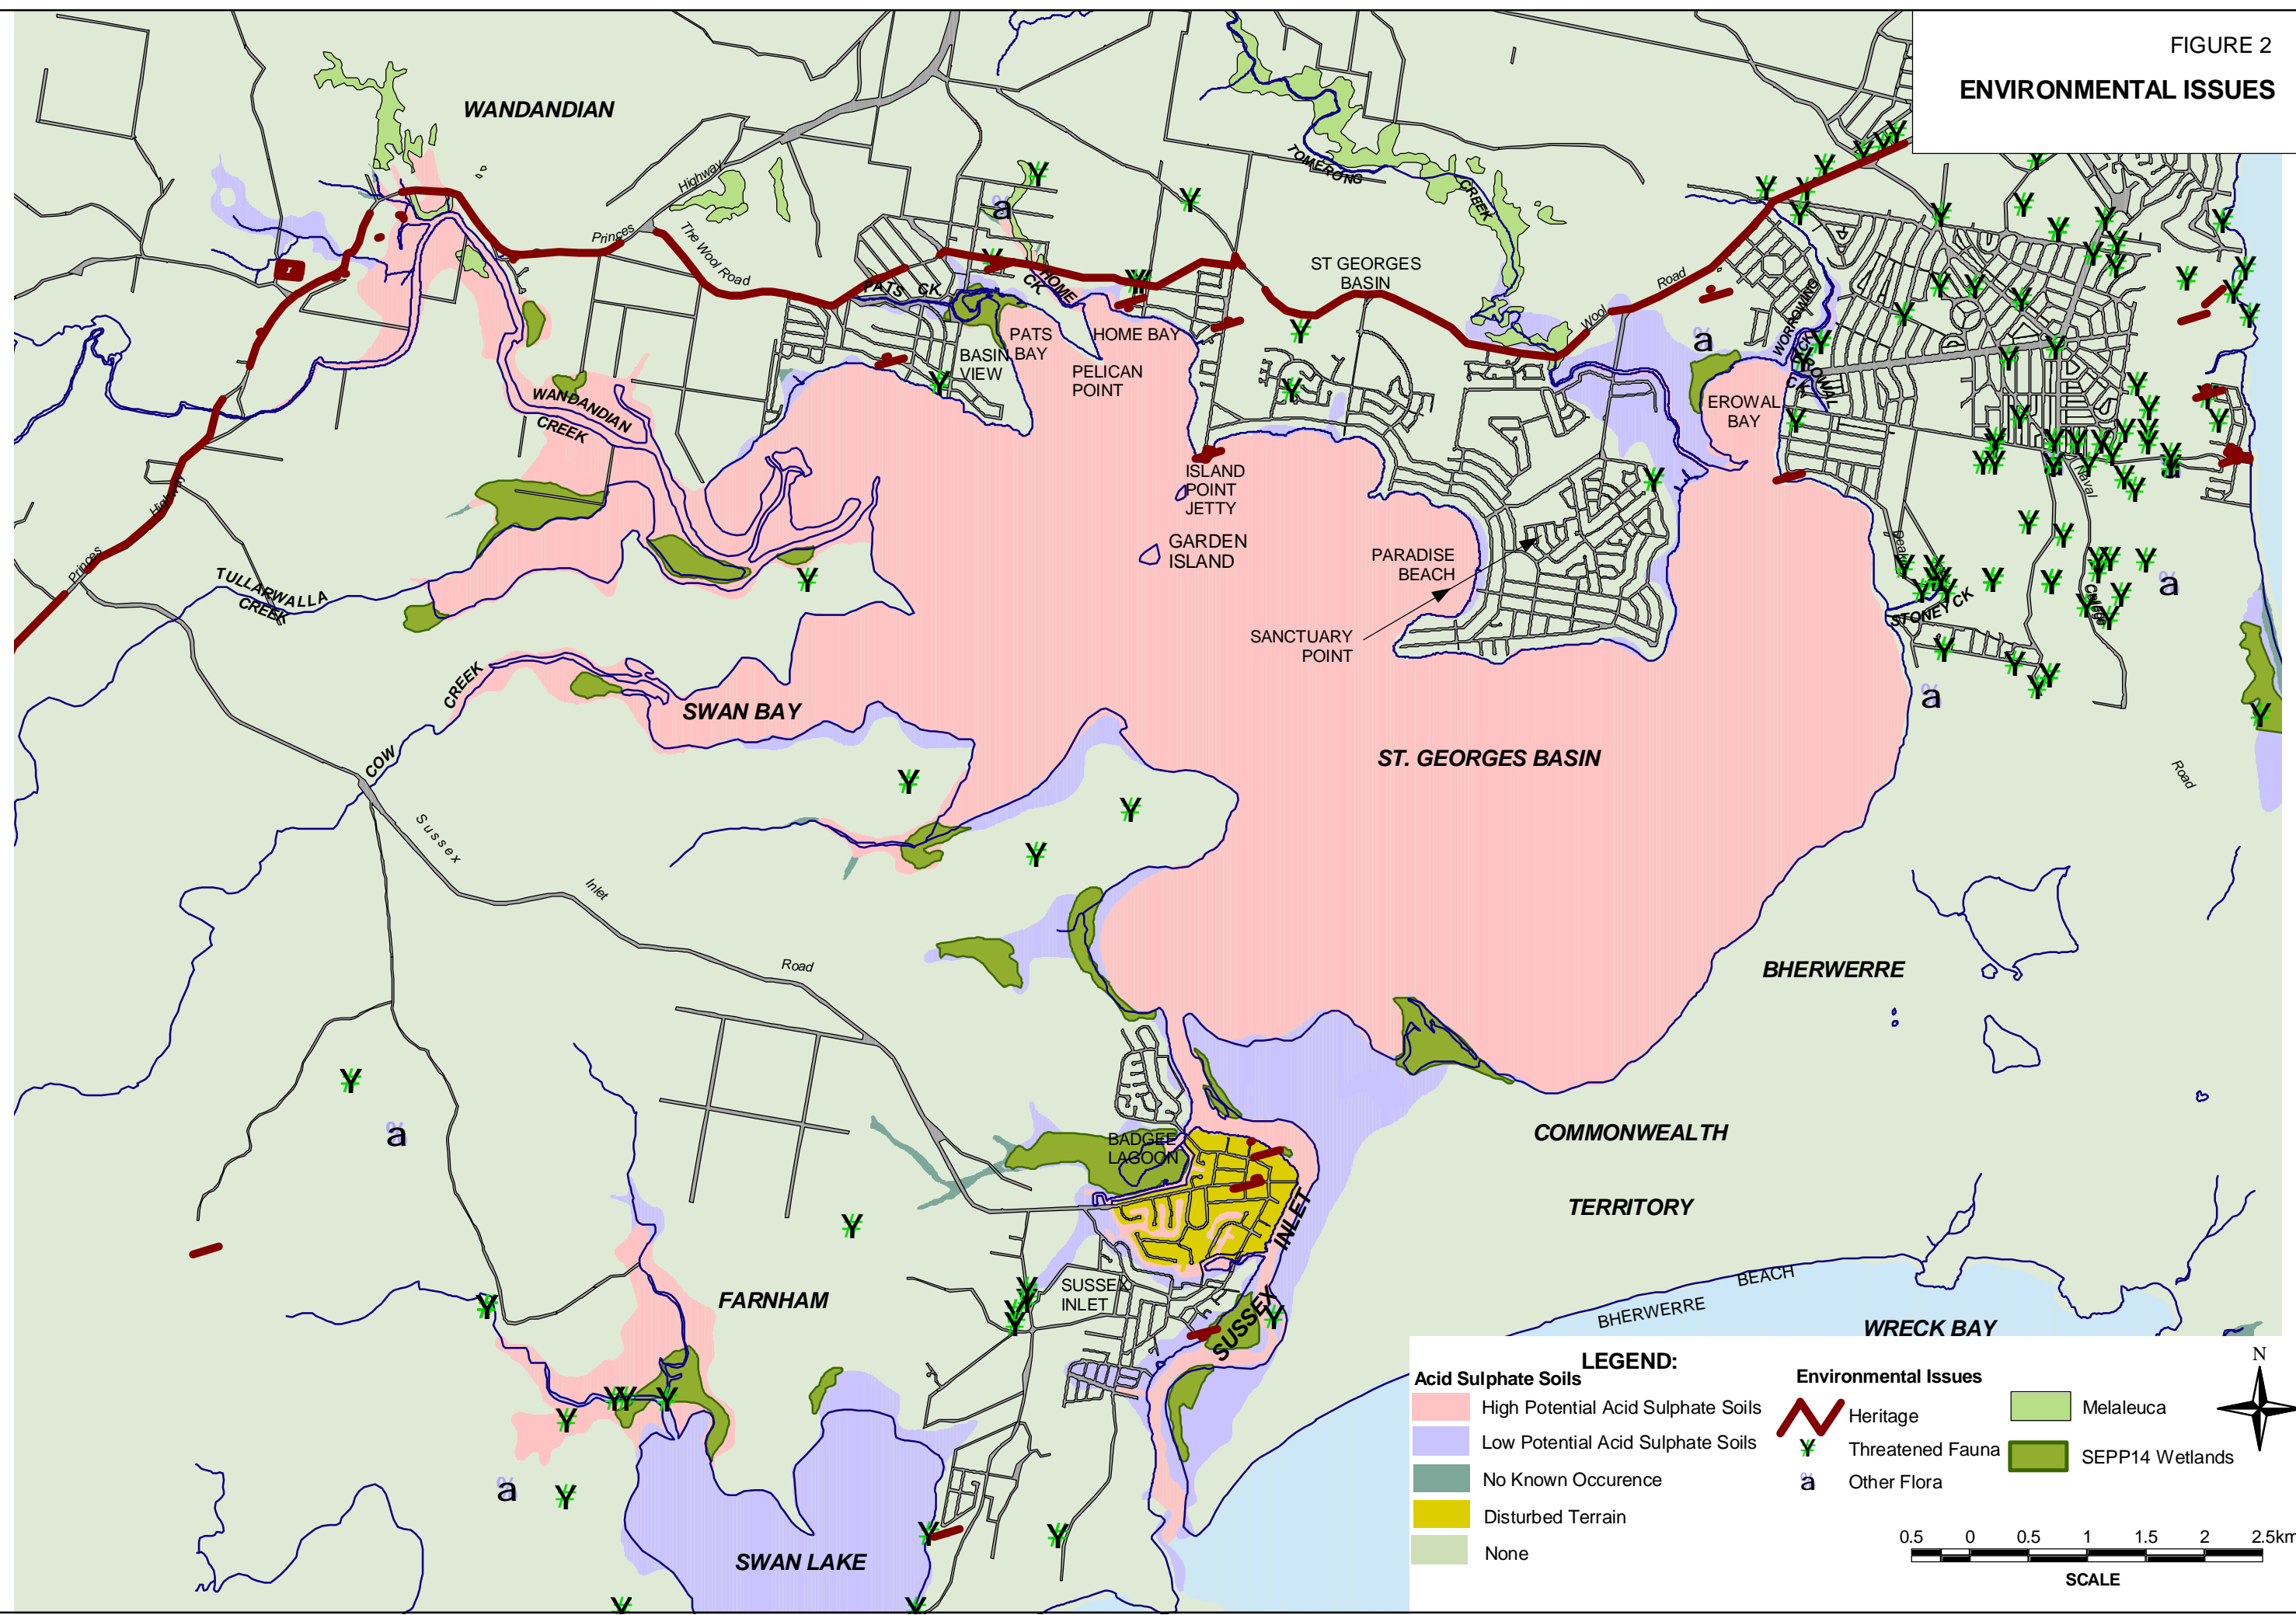 FIGURE 2
ENVIRONMENTAL ISSUES
WANDANDIAN
Highway
Princes
The Wool Road
TOMERONG
CREEK
PATS CK
HOME
CK
ST GEORGES
BASIN
Wool
Road
WORROWING
EROWAL
BAY
PATS
BAY
HOME BAY
BASIN
VIEW
PELICAN
POINT
WANDANDIAN
CREEK
ISLAND
POINT
JETTY
GARDEN
ISLAND
PARADISE
BEACH
SANCTUARY
POINT
Highway
Princes
TULLARWALLA
CREEK
Naval
College
Road
STONEY CK
CREEK
COW
SWAN BAY
ST. GEORGES BASIN
Sussex
Inlet
Road
BHERWERRE
COMMONWEALTH
TERRITORY
BADGEE
LAGOON
INLET
SUSSEX
SUSSEX
INLET
FARNHAM
BHERWERRE
BEACH
WRECK BAY
SWAN LAKE
LEGEND:
Acid Sulphate Soils
High Potential Acid Sulphate Soils
Low Potential Acid Sulphate Soils
No Known Occurence
Disturbed Terrain
None
Environmental Issues
Heritage
Threatened Fauna
Other Flora
Melaleuca
SEPP14 Wetlands
N
0.5 0 0.5 1 1.5 2 2.5km
SCALE